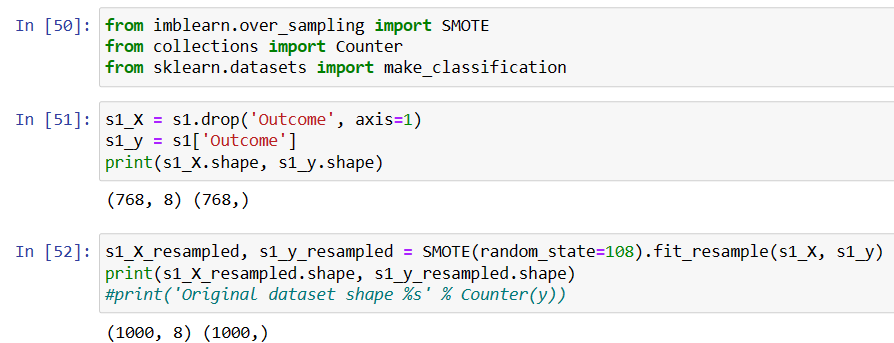 In [50]: from imblearn.over_sampling import SMOTE
from collections import Counter
from sklearn.datasets import make_classification
In [51]: s1_X = s1.drop('Outcome', axis=1)
s1_y = s1['Outcome']
print(s1_X.shape, s1_y.shape)
(768, 8) (768,)
In [52]: s1_X_resampled, s1_y_resampled = SMOTE(random_state=108).fit_resample(s1_X, s1_y)
print(s1_X_resampled.shape, s1_y_resampled.shape)
#print('Original dataset shape %s' % Counter(y))
(1000, 8) (1000,)